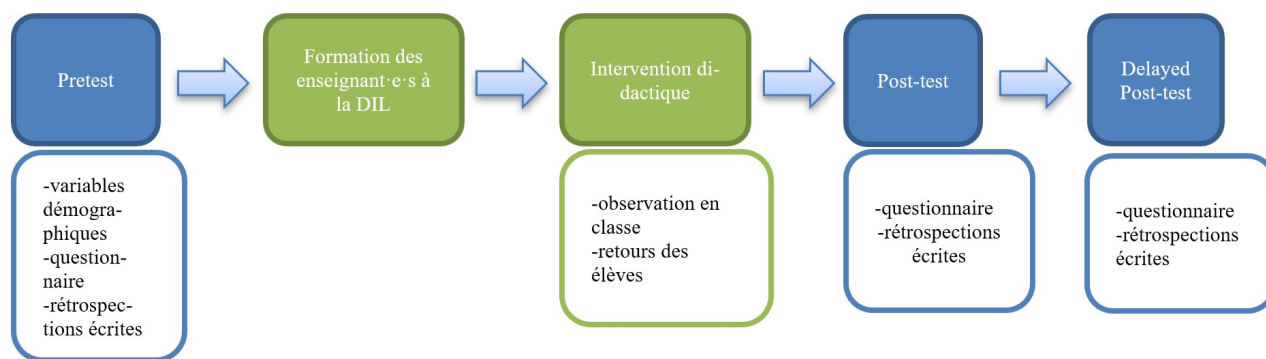 Pretest
Formation des
enseignant·e·s à
la DIL
Intervention di-
dactique
Post-test
Delayed
Post-test
-variables
démogra-
phiques
-question-
naire
-rétrospec-
tions écrites
-observation en
classe
-retours des
élèves
-questionnaire
-rétrospections
écrites
-questionnaire
-rétrospections
écrites